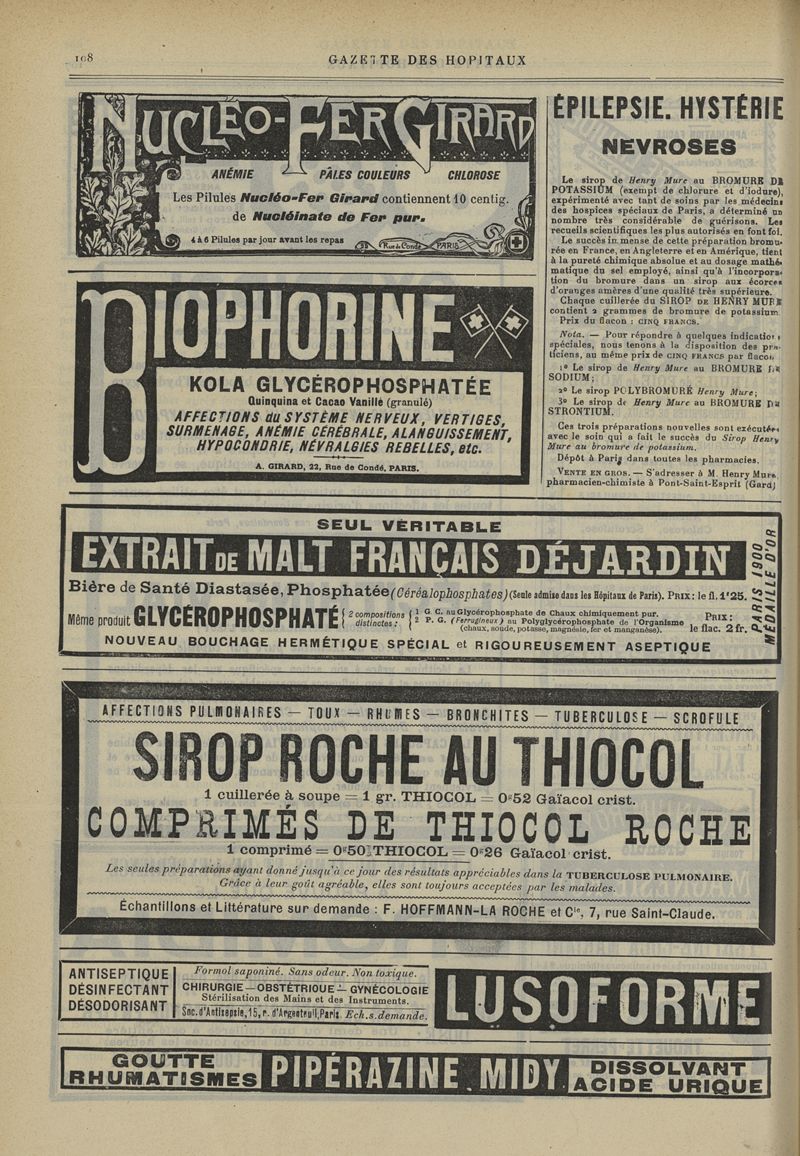 108
GAZETTE DES HOPITAUX
NUCLÉO-FER GIRARD
ANÉMIE PÂLES COULEURS CHLOROSE
Les Pilules Nucléo-Fer Girard contiennent 10 centig.
de Nucléinate de Fer pur.
4 à 6 Pilules par jour avant les repas
22 Rue de Condé PARIS
BIOPHORINE
KOLA GLYCÉROPHOSPHATÉE
Quinquina et Cacao Vanillé (granulé)
AFFECTIONS du SYSTÈME NERVEUX, VERTIGES,
SURMENAGE, ANÉMIE CÉRÉBRALE, ALANGUISSEMENT,
HYPOCONDRIE, NÉVRALGIES REBELLES, etc.
A. GIRARD, 22, Rue de Condé, PARIS.
ÉPILEPSIE. HYSTÉRIE
NEVROSES
Le sirop de Henry Mure au BROMURE DE
POTASSIUM (exempt de chlorure et d'iodure),
expérimenté avec tant de soins par les médecins
des hospices spéciaux de Paris, a déterminé un
nombre très considérable de guérisons. Les
recueils scientifiques les plus autorisés en font foi.
Le succès immense de cette préparation bromu-
rée en France, en Angleterre et en Amérique, tient
à la pureté chimique absolue et au dosage mathé-
matique du sel employé, ainsi qu'à l'incorpora-
tion du bromure dans un sirop aux écorces
d'oranges amères d'une qualité très supérieure.
Chaque cuillerée du SIROP DE HENRY MURE
contient 2 grammes de bromure de potassium.
Prix du flacon : CINQ FRANCS.
Nota. — Pour répondre à quelques indications
spéciales, nous tenons à la disposition des pra-
ticiens, au même prix de CINQ FRANCS par flacon
1º Le sirop de Henry Mure au BROMURE DE
SODIUM;
2º Le sirop POLYBROMURÉ Henry Mure;
3º Le sirop de Henry Mure au BROMURE DE
STRONTIUM.
Ces trois préparations nouvelles sont exécutées
avec le soin qui a fait le succès du Sirop Henry
Mure au bromure de potassium.
Dépôt à Paris dans toutes les pharmacies.
VENTE EN GROS. — S'adresser à M. Henry Mure,
pharmacien-chimiste à Pont-Saint-Esprit (Gard)
SEUL VÉRITABLE
EXTRAIT DE MALT FRANÇAIS DÉJARDIN
Bière de Santé Diastasée, Phosphatée (Céréalophosphates) (Seule admise dans les Hôpitaux de Paris). PRIX: le fl. 1f25.
Même produit GLYCÉROPHOSPHATÉ { 2 compositions distinctes: { 1 G C. au Glycérophosphate de Chaux chimiquement pur.
2 P. G. (Ferrugineux) au Polyglycérophosphate de l'Organisme
(chaux, soude, potasse, magnésie, fer et manganèse).
PRIX:
le flac. 2 fr.
NOUVEAU BOUCHAGE HERMÉTIQUE SPÉCIAL et RIGOUREUSEMENT ASEPTIQUE
PARIS 1900
MÉDAILLE D'OR
AFFECTIONS PULMONAIRES — TOUX — RHUMES — BRONCHITES — TUBERCULOSE — SCROFULE
SIROP ROCHE AU THIOCOL
1 cuillerée à soupe = 1 gr. THIOCOL = 0gr52 Gaïacol crist.
COMPRIMÉS DE THIOCOL ROCHE
1 comprimé = 0gr50 THIOCOL = 0gr26 Gaïacol crist.
Les seules préparations ayant donné jusqu'à ce jour des résultats appréciables dans la TUBERCULOSE PULMONAIRE.
Grâce à leur goût agréable, elles sont toujours acceptées par les malades.
Échantillons et Littérature sur demande : F. HOFFMANN-LA ROCHE et Cie, 7, rue Saint-Claude.
ANTISEPTIQUE
DÉSINFECTANT
DÉSODORISANT
Formol saponiné. Sans odeur. Non toxique.
CHIRURGIE — OBSTÉTRIQUE — GYNÉCOLOGIE
Stérilisation des Mains et des Instruments.
Soc. d'Antisepsie, 15, r. d'Argenteuil, Paris. Ech. s. demande.
LUSOFORME
GOUTTE
RHUMATISMES
PIPÉRAZINE MIDY
DISSOLVANT
ACIDE URIQUE